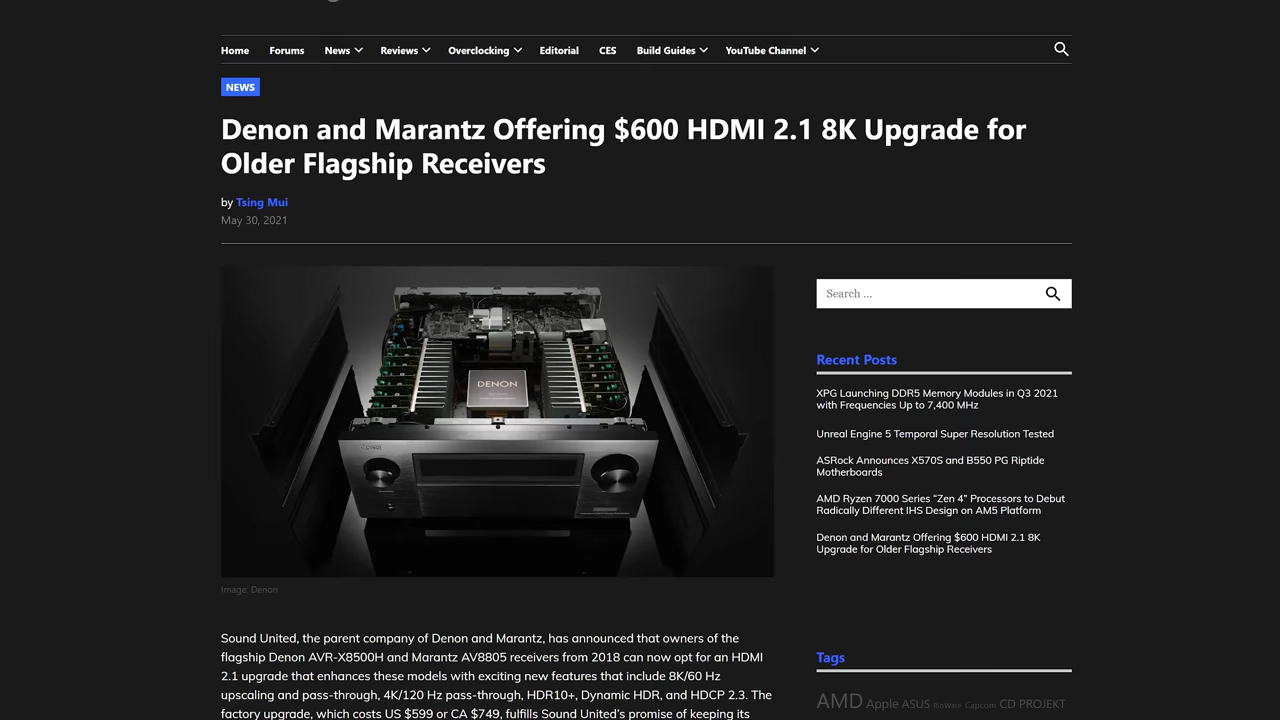 Home Forums News Reviews Overclocking Editorial CES Build Guides YouTube Channel
NEWS
Denon and Marantz Offering $600 HDMI 2.1 8K Upgrade for
Older Flagship Receivers
by Tsing Mui
May 30, 2021
DENON
Image: Denon
Sound United, the parent company of Denon and Marantz, has announced that owners of the
flagship Denon AVR-X8500H and Marantz AV8805 receivers from 2018 can now opt for an HDMI
2.1 upgrade that enhances these models with exciting new features that include 8K/60 Hz
upscaling and pass-through, 4K/120 Hz pass-through, HDR10+, Dynamic HDR, and HDCP 2.3. The
factory upgrade, which costs US $599 or CA $749, fulfills Sound United's promise of keeping its
Search ...
Recent Posts
XPG Launching DDR5 Memory Modules in Q3 2021
with Frequencies Up to 7,400 MHz
Unreal Engine 5 Temporal Super Resolution Tested
ASRock Announces X570S and B550 PG Riptide
Motherboards
AMD Ryzen 7000 Series “Zen 4” Processors to Debut
Radically Different IHS Design on AM5 Platform
Denon and Marantz Offering $600 HDMI 2.1 8K
Upgrade for Older Flagship Receivers
Tags
AMD Apple ASUS BioWare Capcom CD PROJEKT